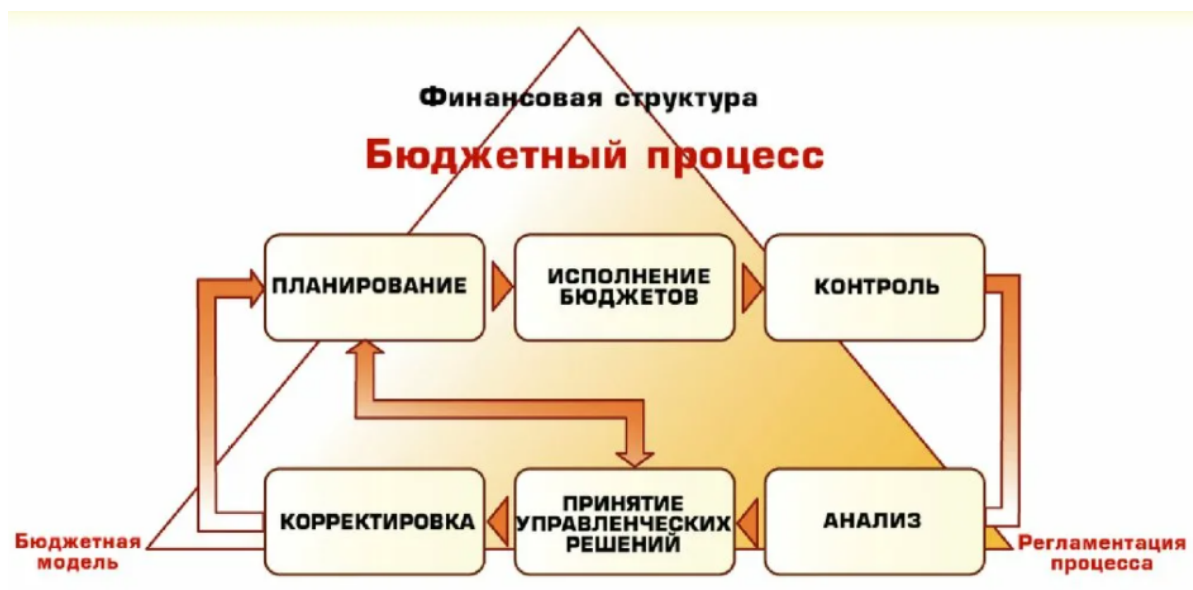 Финансовая структура
Бюджетный процесс
ПЛАНИРОВАНИЕ
ИСПОЛНЕНИЕ
БЮДЖЕТОВ
КОНТРОЛЬ
КОРРЕКТИРОВКА
ПРИНЯТИЕ
УПРАВЛЕНЧЕСКИХ
РЕШЕНИЙ
АНАЛИЗ
Бюджетная
модель
Регламентация
процесса